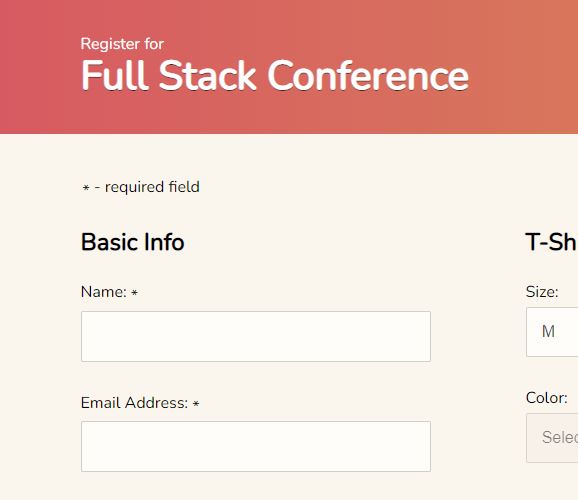 Register for
Full Stack Conference
* - required field
Basic Info
Name: *
Email Address: *
T-Sh
Size:
M
Color:
Selec